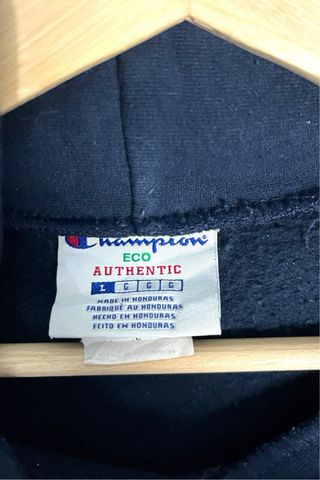 Champion
ECO
AUTHENTIC
L G G G
MADE IN HONDURAS
FABRIQUÉ AU HONDURAS
HECHO EN HONDURAS
FEITO EM HONDURAS